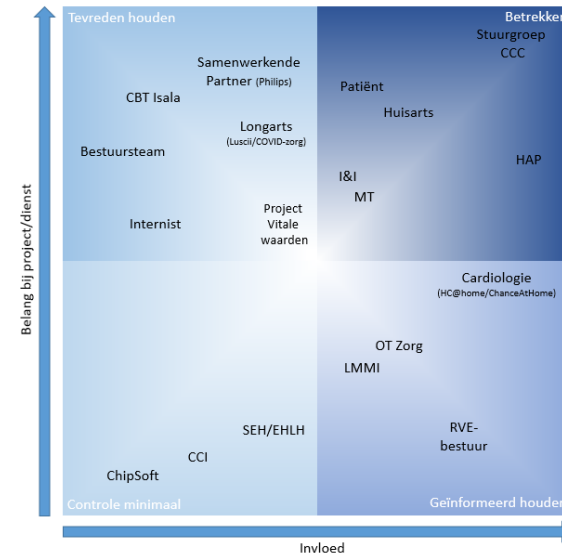 Tevreden houden
Betrekken
Stuurgroep
CCC
Samenwerkende
Partner (Philips)
CBT Isala
Patiënt
Huisarts
Longarts
(Luscii/COVID-zorg)
Bestuursteam
HAP
I&I
MT
Project
Vitale
waarden
Internist
Belang bij project/dienst
Cardiologie
(HC@home/ChanceAtHome)
OT Zorg
LMMI
SEH/EHLH
RVE-
bestuur
CCI
ChipSoft
Controle minimaal
Geïnformeerd houden
Invloed